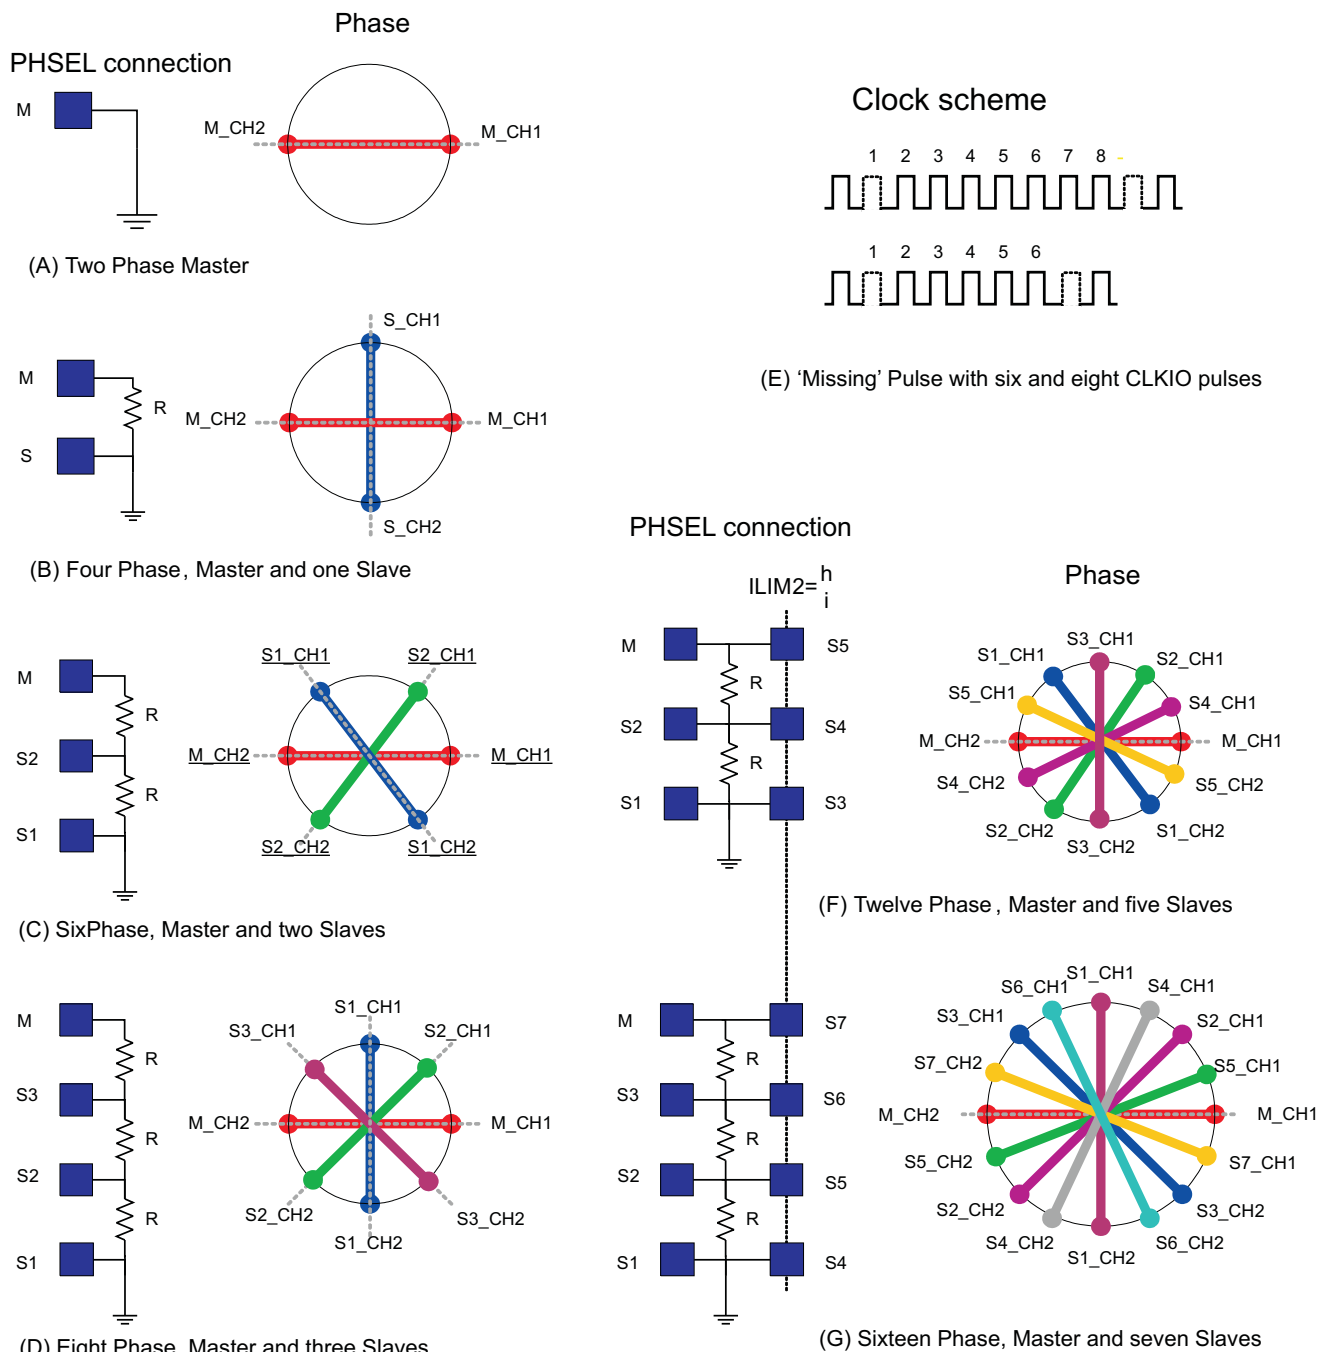 Phase
PHSEL connection
M
M_CH2
M_CH1
(A) Two Phase Master
S_CH1
M
R
M_CH2
M_CH1
S
S_CH2
(B) Four Phase, Master and one Slave
S1_CH1
S2_CH1
M
R
S2
M_CH2
M_CH1
R
S1
S2_CH2
S1_CH2
(C) SixPhase, Master and two Slaves
S1_CH1
M
S3_CH1
S2_CH1
R
S3
M_CH2
M_CH1
R
S2
S2_CH2
S3_CH2
R
S1_CH2
S1
(D) Eight Phase, Master and three Slaves
Clock scheme
1 2 3 4 5 6 7 8 -
1 2 3 4 5 6
(E) ‘Missing’ Pulse with six and eight CLKIO pulses
PHSEL connection
ILIM2= h
i
Phase
M
S5
R
S2
S4
R
S1
S3
S3_CH1
S1_CH1
S2_CH1
S5_CH1
S4_CH1
M_CH2
M_CH1
S4_CH2
S5_CH2
S2_CH2
S1_CH2
S3_CH2
(F) Twelve Phase, Master and five Slaves
M
S7
R
S3
S6
R
S2
S5
R
S1
S4
S1_CH1
S6_CH1
S4_CH1
S3_CH1
S2_CH1
S7_CH2
S5_CH1
M_CH2
M_CH1
S5_CH2
S7_CH1
S2_CH2
S3_CH2
S4_CH2
S6_CH2
S1_CH2
(G) Sixteen Phase, Master and seven Slaves